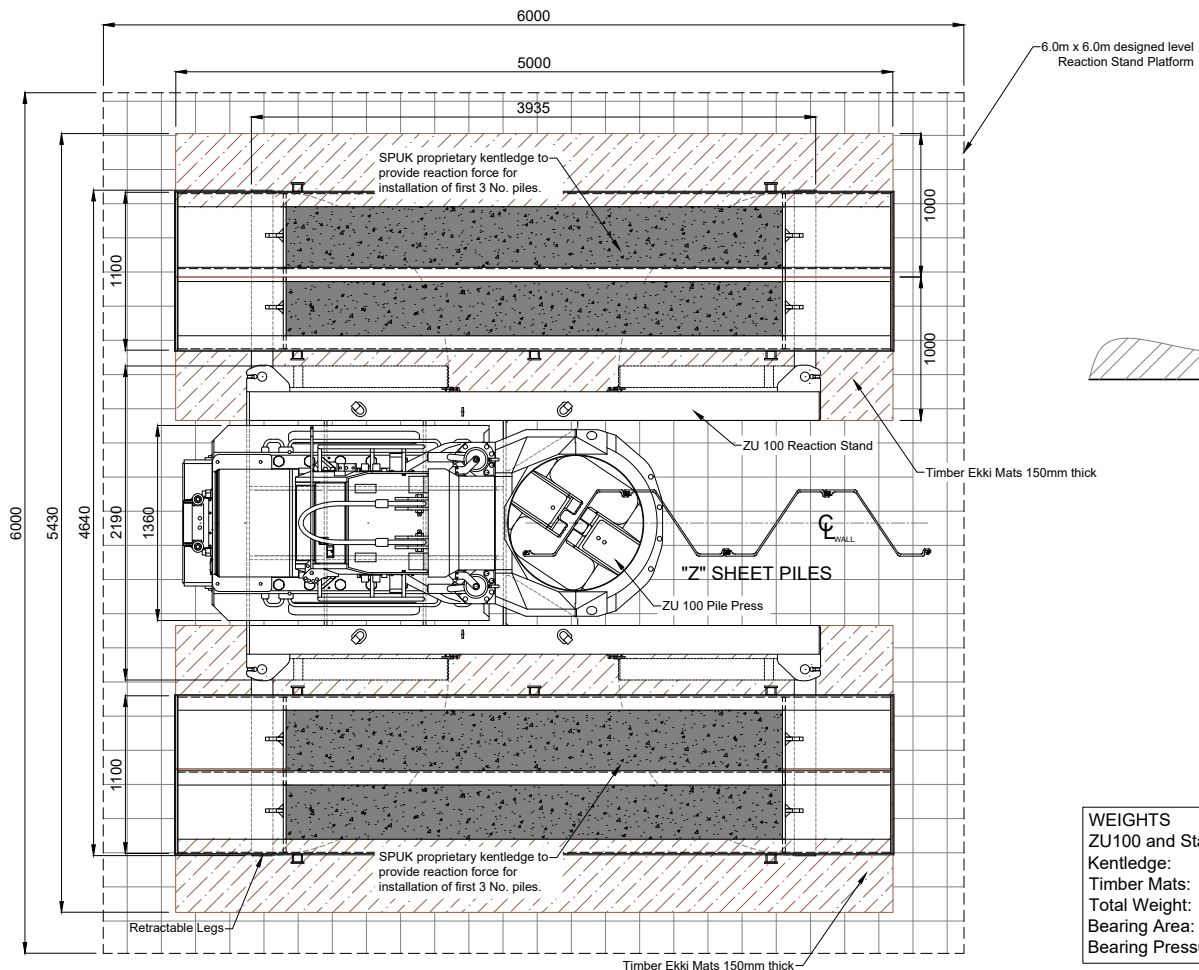 6000
5000
3935
6.0m x 6.0m designed level
Reaction Stand Platform
SPUK proprietary kentledge to
provide reaction force for
installation of first 3 No. piles.
1000
1100
1000
6000
5430
4640
2190
1360
ZU 100 Reaction Stand
Timber Ekki Mats 150mm thick
CL WALL
"Z" SHEET PILES
ZU 100 Pile Press
1100
SPUK proprietary kentledge to
provide reaction force for
installation of first 3 No. piles.
Retractable Legs
Timber Ekki Mats 150mm thick
WEIGHTS
ZU100 and Sta
Kentledge:
Timber Mats:
Total Weight:
Bearing Area:
Bearing Pressu